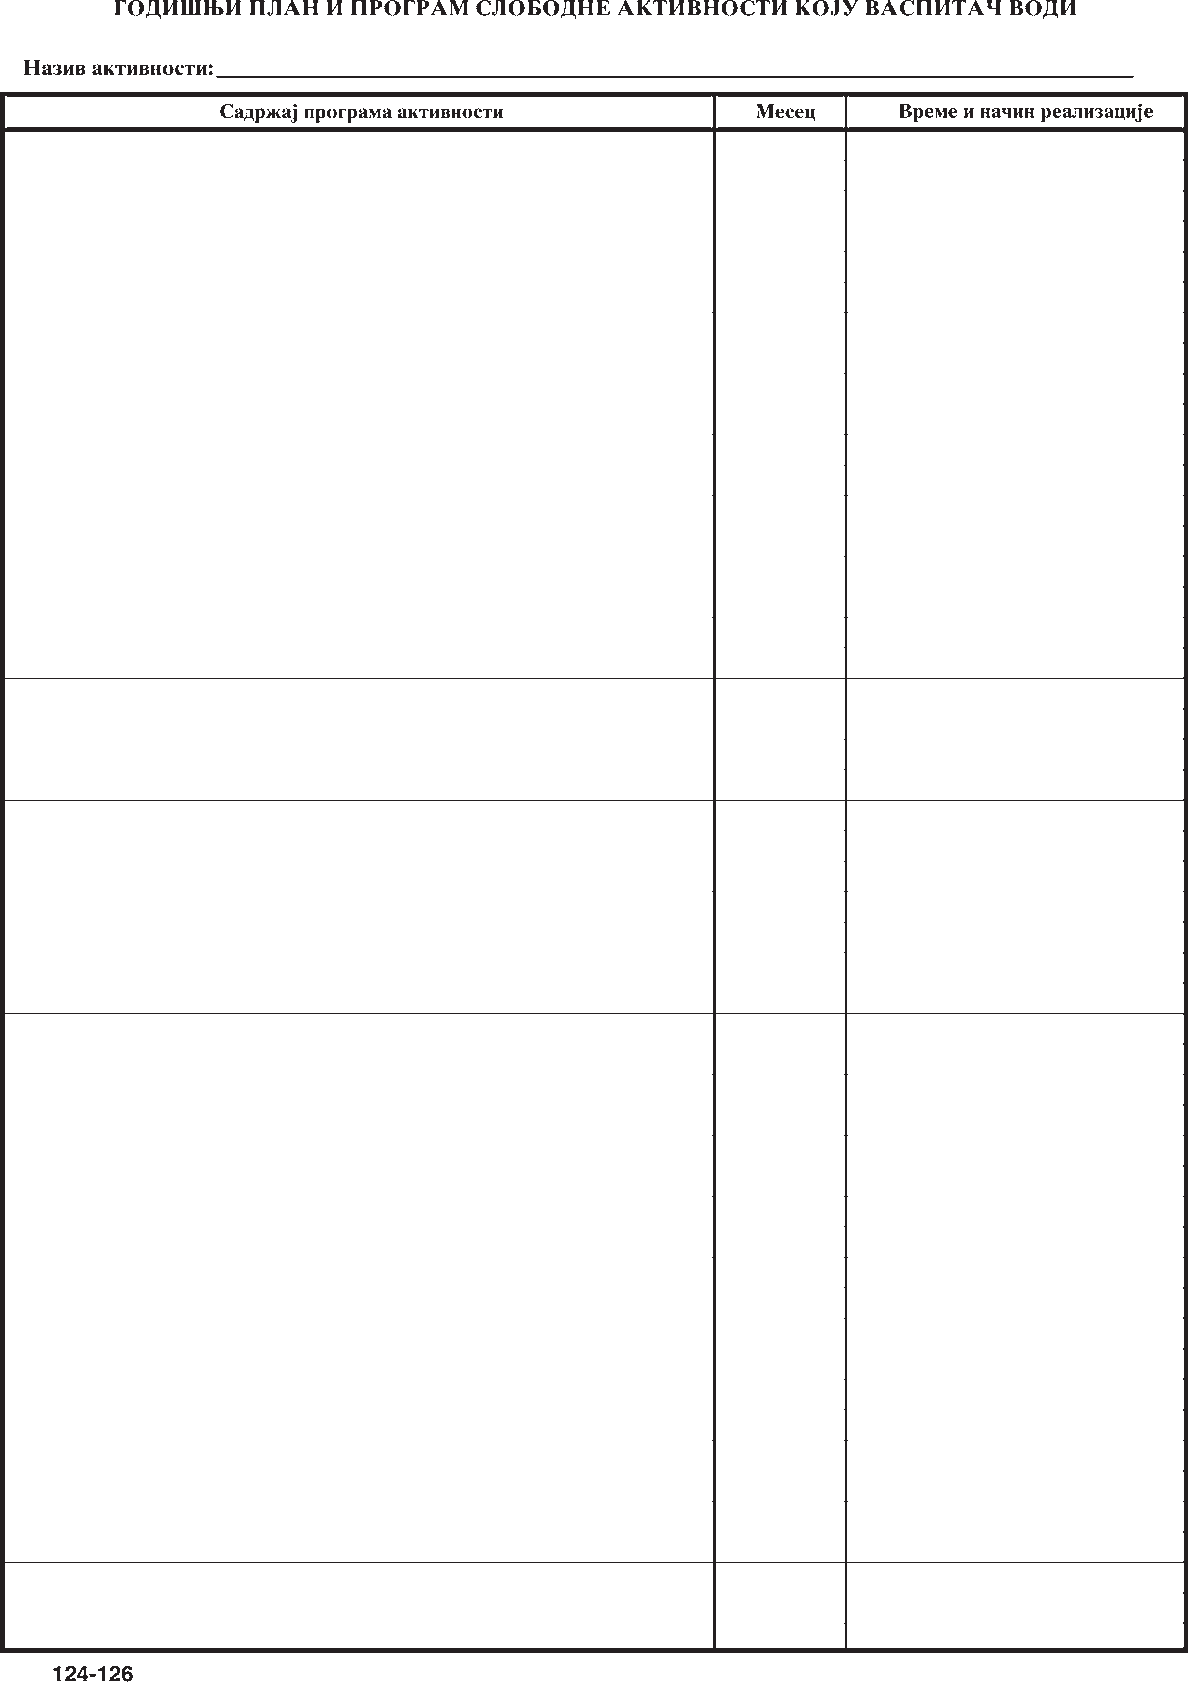 ГОДИШЊИ ПЛАН И ПРОГРАМ СЛОБОДНЕ АКТИВНОСТИ КОЈУ ВАСПИТАЧ ВОДИ
Назив активности:
Садржај програма активности Месец Време и начин реализације
124-126